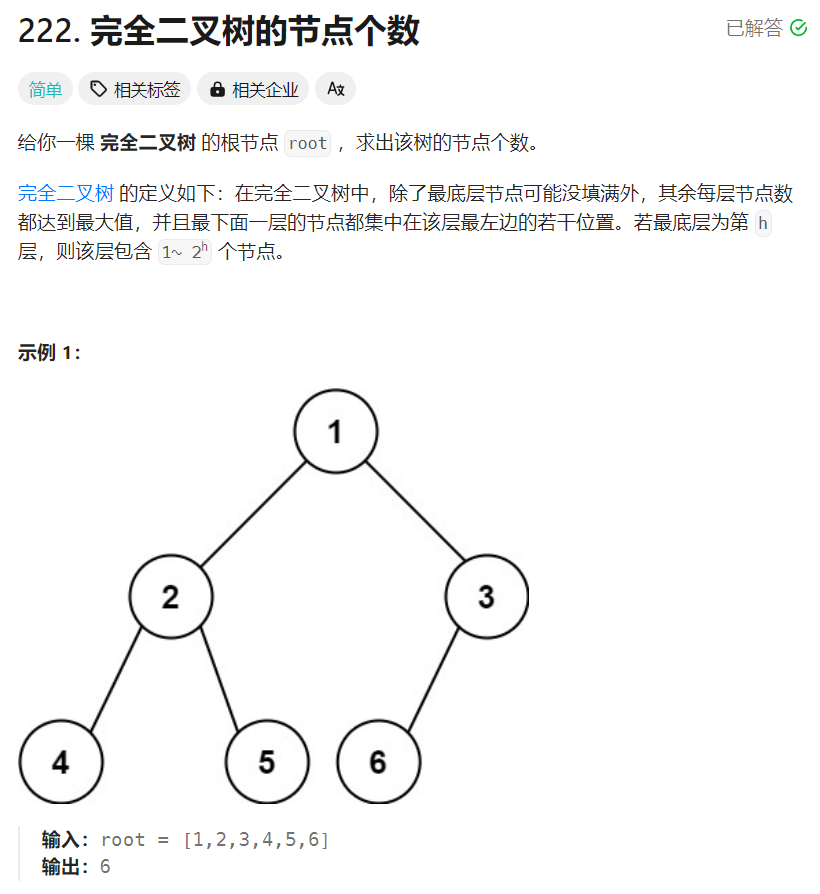 222. 完全二叉树的节点个数
已解答
简单 相关标签 相关企业 A文
给你一棵 完全二叉树 的根节点 root ，求出该树的节点个数。
完全二叉树 的定义如下：在完全二叉树中，除了最底层节点可能没填满外，其余每层节点数
都达到最大值，并且最下面一层的节点都集中在该层最左边的若干位置。若最底层为第 h
层，则该层包含 1~ 2ʰ 个节点。
示例 1：
1
2 3
4 5 6
输入：root = [1,2,3,4,5,6]
输出：6